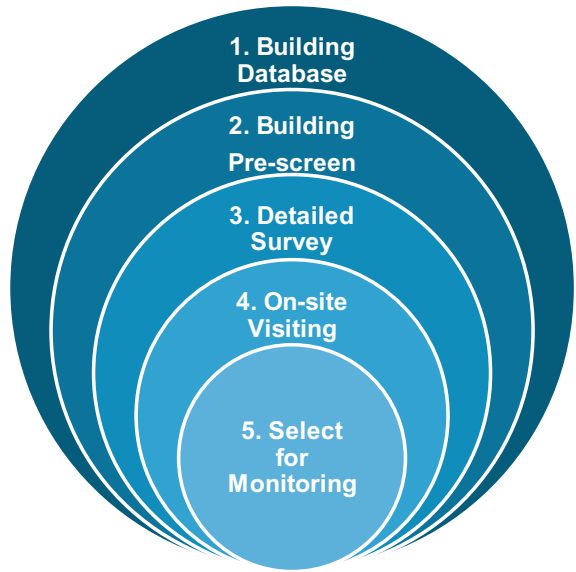 1. Building
Database
2. Building
Pre-screen
3. Detailed
Survey
4. On-site
Visiting
5. Select
for
Monitoring